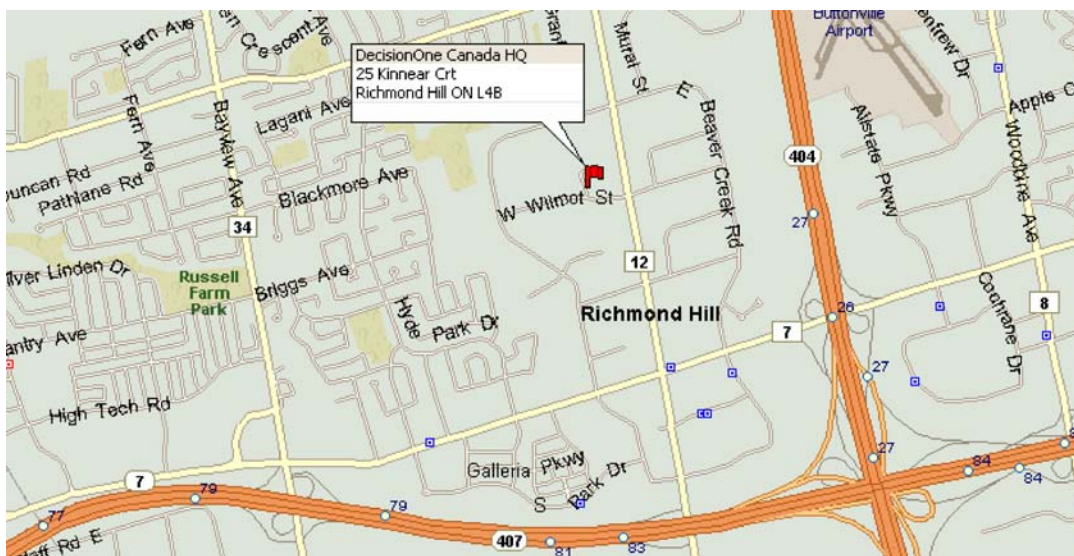 Fern Ave
Crescent
Grant
Mural St
Buttonville
Airport
Renfrew Dr
DecisionOne Canada HQ
25 Kinnear Crt
Richmond Hill ON L4B
Fern Ave
Bayview Ave
Lagani Ave
E Beaver Creek Rd
404
Allstate Pkwy
Apple C
Woodbine Ave
Duncan Rd
Pathlane Rd
Blackmore Ave
W Wilmot St
34
27
Silver Linden Dr
Russell
Farm
Park
Briggs Ave
12
Hyde Park Dr
Richmond Hill
7
26
Cochrane Dr
8
antry Ave
27
High Tech Rd
Galleria Pkwy
S Park Dr
7
79
79
77
27
84
84
407
81
83
Rd E